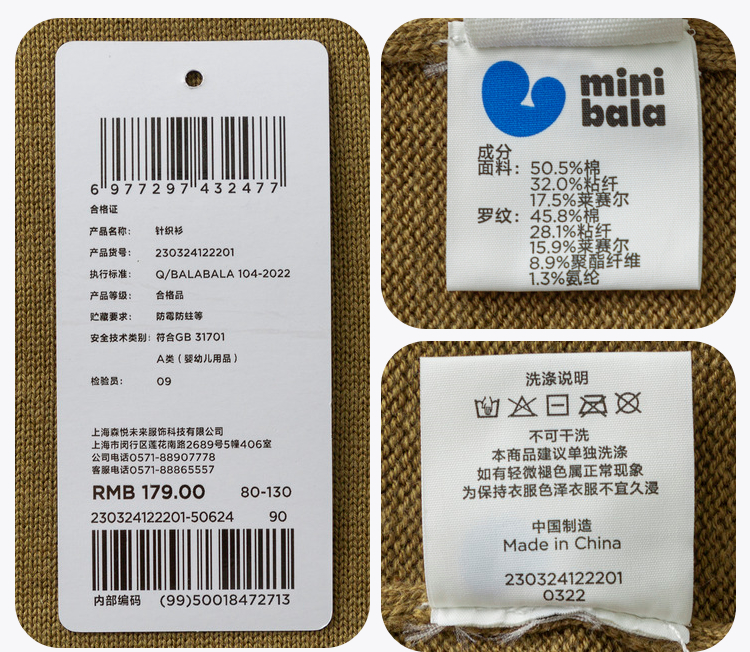 6 977297 432477
合格证
产品名称: 针织衫
产品货号: 230324122201
执行标准: Q/BALABALA 104-2022
产品等级: 合格品
贮藏要求: 防霉防蛀等
安全技术类别: 符合GB 31701
A类(婴幼儿用品)
检验员: 09
上海森悦未来服饰科技有限公司
上海市闵行区莲花南路2689号5幢406室
公司电话0571-88907778
客服电话0571-88865557
RMB 179.00 80-130
230324122201-50624 90
内部编码 (99)50018472713
mini
bala
成分
面料: 50.5%棉
32.0%粘纤
17.5%莱赛尔
罗纹: 45.8%棉
28.1%粘纤
15.9%莱赛尔
8.9%聚酯纤维
1.3%氨纶
洗涤说明
不可干洗
本商品建议单独洗涤
如有轻微褪色属正常现象
为保持衣服色泽衣服不宜久浸
中国制造
Made in China
230324122201
0322